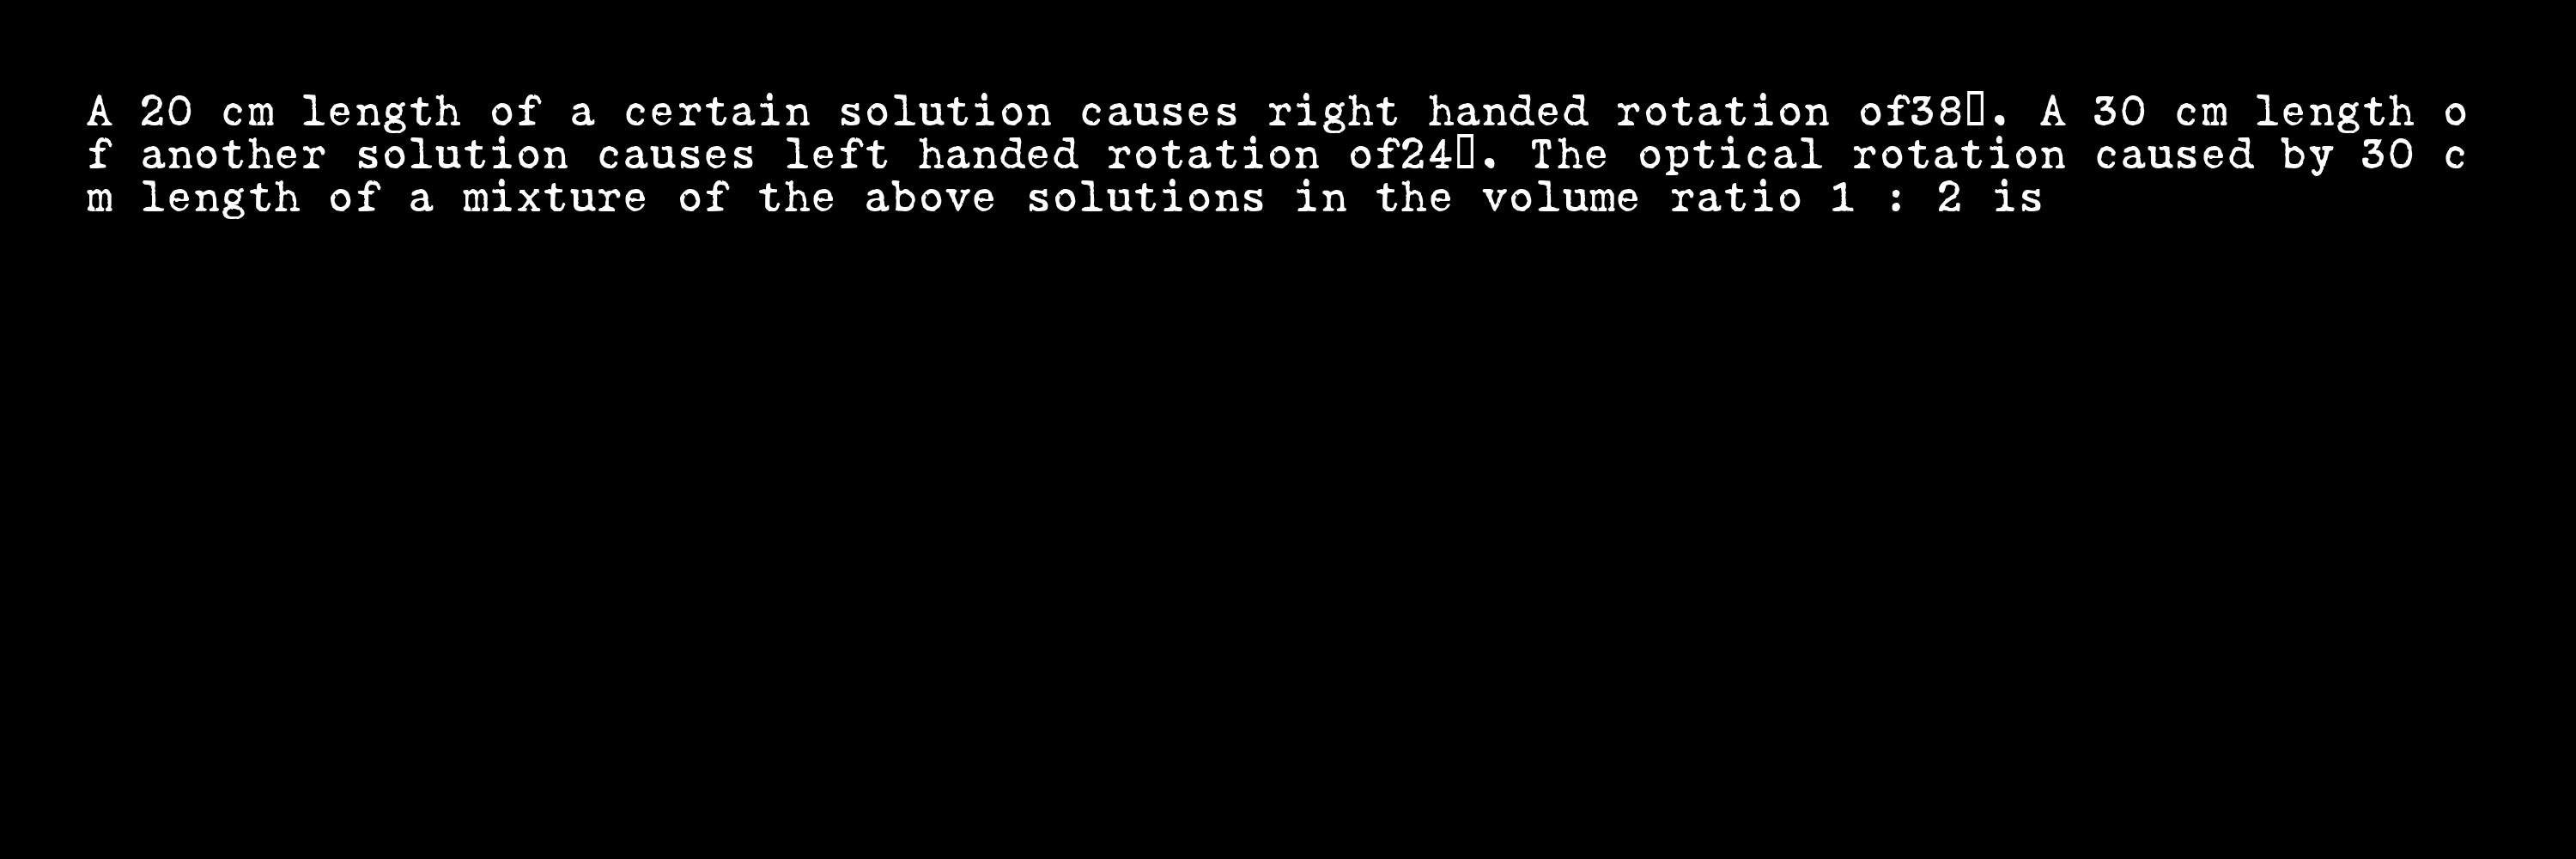 A 20 cm length of a certain solution causes right handed rotation of38▯. A 30 cm length o
f another solution causes left handed rotation of24▯. The optical rotation caused by 30 c
m length of a mixture of the above solutions in the volume ratio 1 : 2 is